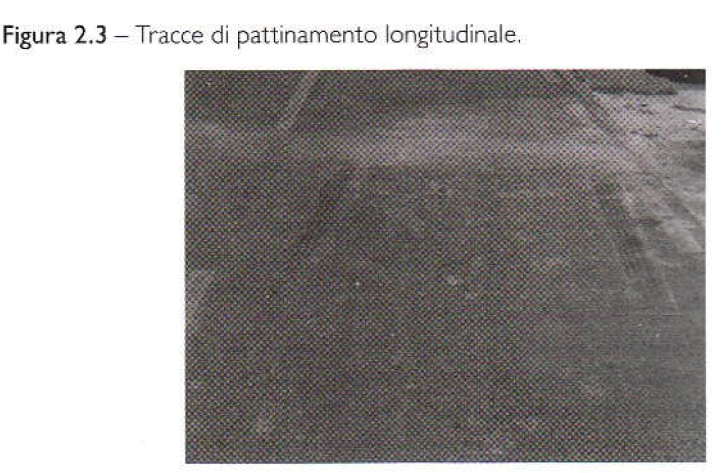 Figura 2.3 – Tracce di pattinamento longitudinale.